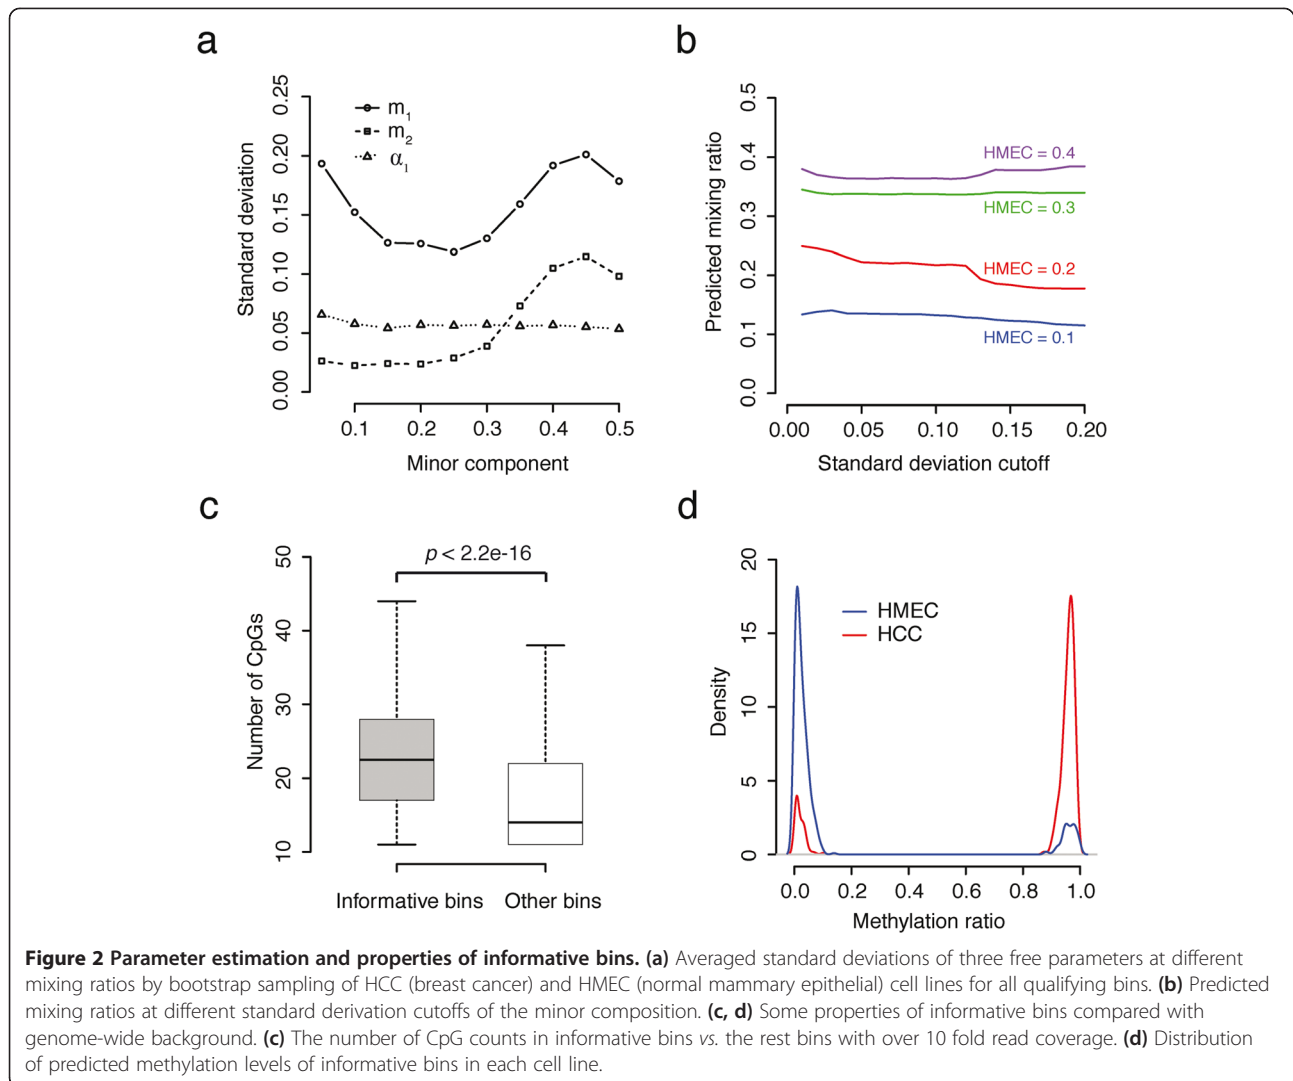 a
0.25
0.20
0.15
0.10
0.05
0.00
Standard deviation
m1
m2
α1
0.1 0.2 0.3 0.4 0.5
Minor component
b
0.5
0.4
0.3
0.2
0.1
0.0
Predicted mixing ratio
HMEC = 0.4
HMEC = 0.3
HMEC = 0.2
HMEC = 0.1
0.00 0.05 0.10 0.15 0.20
Standard deviation cutoff
c
50
40
30
20
10
Number of CpGs
p < 2.2e-16
Informative bins Other bins
d
20
15
10
5
0
Density
HMEC
HCC
0.0 0.2 0.4 0.6 0.8 1.0
Methylation ratio
Figure 2 Parameter estimation and properties of informative bins. (a) Averaged standard deviations of three free parameters at different
mixing ratios by bootstrap sampling of HCC (breast cancer) and HMEC (normal mammary epithelial) cell lines for all qualifying bins. (b) Predicted
mixing ratios at different standard derivation cutoffs of the minor composition. (c, d) Some properties of informative bins compared with
genome-wide background. (c) The number of CpG counts in informative bins vs. the rest bins with over 10 fold read coverage. (d) Distribution
of predicted methylation levels of informative bins in each cell line.